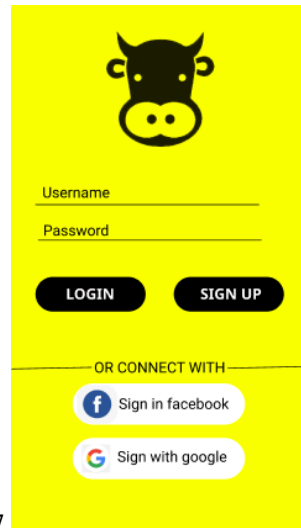 Username
Password
LOGIN SIGN UP
OR CONNECT WITH
Sign in facebook
Sign with google